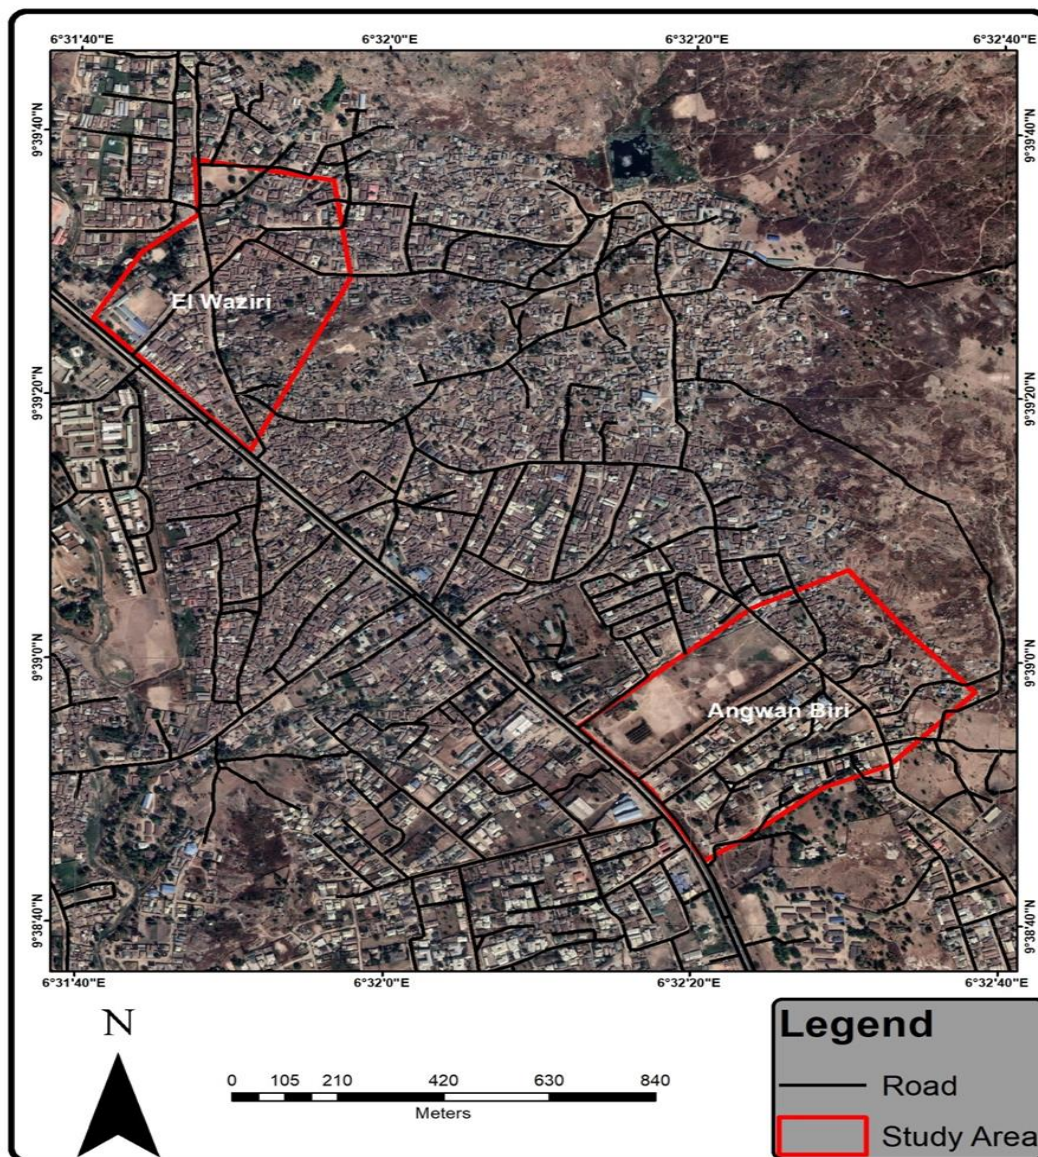 6°31'40"E 6°32'0"E 6°32'20"E 6°32'40"E
9°39'40"N 9°39'40"N
El Waziri
9°39'20"N 9°39'20"N
9°39'0"N 9°39'0"N
Angwan Biri
9°38'40"N 9°38'40"N
6°31'40"E 6°32'0"E 6°32'20"E 6°32'40"E
N
0 105 210 420 630 840
Meters
Legend
Road
Study Area